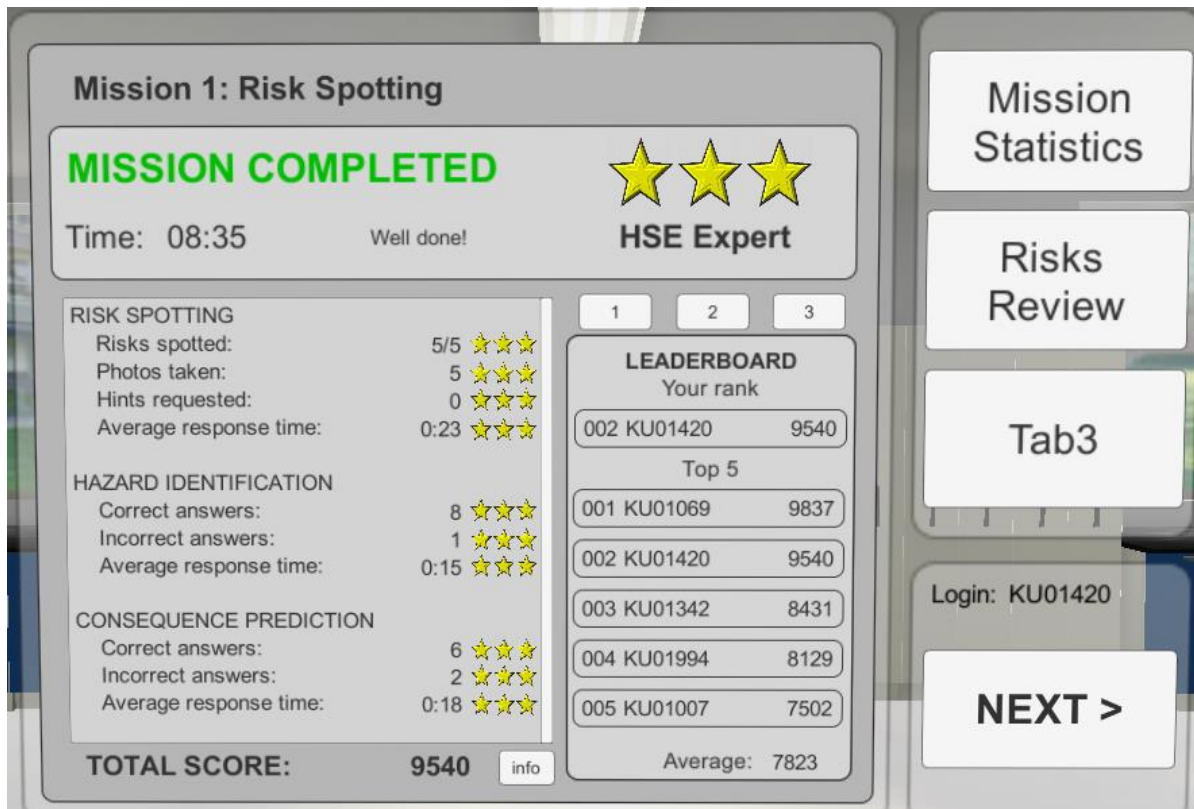 Mission 1: Risk Spotting
MISSION COMPLETED
Time: 08:35
Well done!
HSE Expert
RISK SPOTTING
Risks spotted: 5/5
Photos taken: 5
Hints requested: 0
Average response time: 0:23
HAZARD IDENTIFICATION
Correct answers: 8
Incorrect answers: 1
Average response time: 0:15
CONSEQUENCE PREDICTION
Correct answers: 6
Incorrect answers: 2
Average response time: 0:18
TOTAL SCORE: 9540
info
1 2 3
LEADERBOARD
Your rank
002 KU01420 9540
Top 5
001 KU01069 9837
002 KU01420 9540
003 KU01342 8431
004 KU01994 8129
005 KU01007 7502
Average: 7823
Mission
Statistics
Risks
Review
Tab3
Login: KU01420
NEXT >